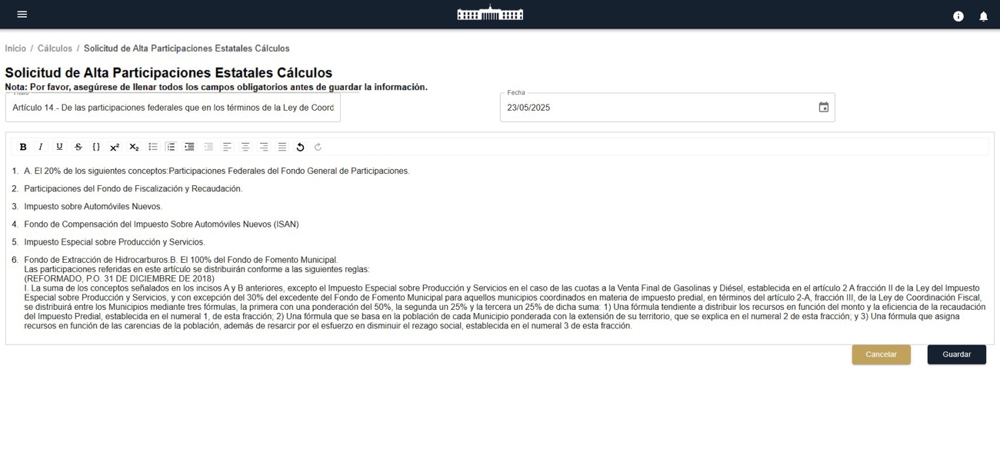 Inicio / Cálculos / Solicitud de Alta Participaciones Estatales Cálculos
Solicitud de Alta Participaciones Estatales Cálculos
Nota: Por favor, asegúrese de llenar todos los campos obligatorios antes de guardar la información.
Título
Fecha
Artículo 14.- De las participaciones federales que en los términos de la Ley de Coord
23/05/2025
B I U S {} x² x₂
1. A. El 20% de los siguientes conceptos:Participaciones Federales del Fondo General de Participaciones.
2. Participaciones del Fondo de Fiscalización y Recaudación.
3. Impuesto sobre Automóviles Nuevos.
4. Fondo de Compensación del Impuesto Sobre Automóviles Nuevos (ISAN)
5. Impuesto Especial sobre Producción y Servicios.
6. Fondo de Extracción de Hidrocarburos.B. El 100% del Fondo de Fomento Municipal.
Las participaciones referidas en este artículo se distribuirán conforme a las siguientes reglas:
(REFORMADO, P.O. 31 DE DICIEMBRE DE 2018)
I. La suma de los conceptos señalados en los incisos A y B anteriores, excepto el Impuesto Especial sobre Producción y Servicios en el caso de las cuotas a la Venta Final de Gasolinas y Diésel, establecida en el artículo 2 A fracción II de la Ley del Impuesto
Especial sobre Producción y Servicios, y con excepción del 30% del excedente del Fondo de Fomento Municipal para aquellos municipios coordinados en materia de impuesto predial, en términos del artículo 2-A, fracción III, de la Ley de Coordinación Fiscal,
se distribuirá entre los Municipios mediante tres fórmulas, la primera con una ponderación del 50%, la segunda un 25% y la tercera un 25% de dicha suma: 1) Una fórmula tendiente a distribuir los recursos en función del monto y la eficiencia de la recaudación
del Impuesto Predial, establecida en el numeral 1, de esta fracción; 2) Una fórmula que se basa en la población de cada Municipio ponderada con la extensión de su territorio, que se explica en el numeral 2 de esta fracción; y 3) Una fórmula que asigna
recursos en función de las carencias de la población, además de resarcir por el esfuerzo en disminuir el rezago social, establecida en el numeral 3 de esta fracción.
Cancelar
Guardar